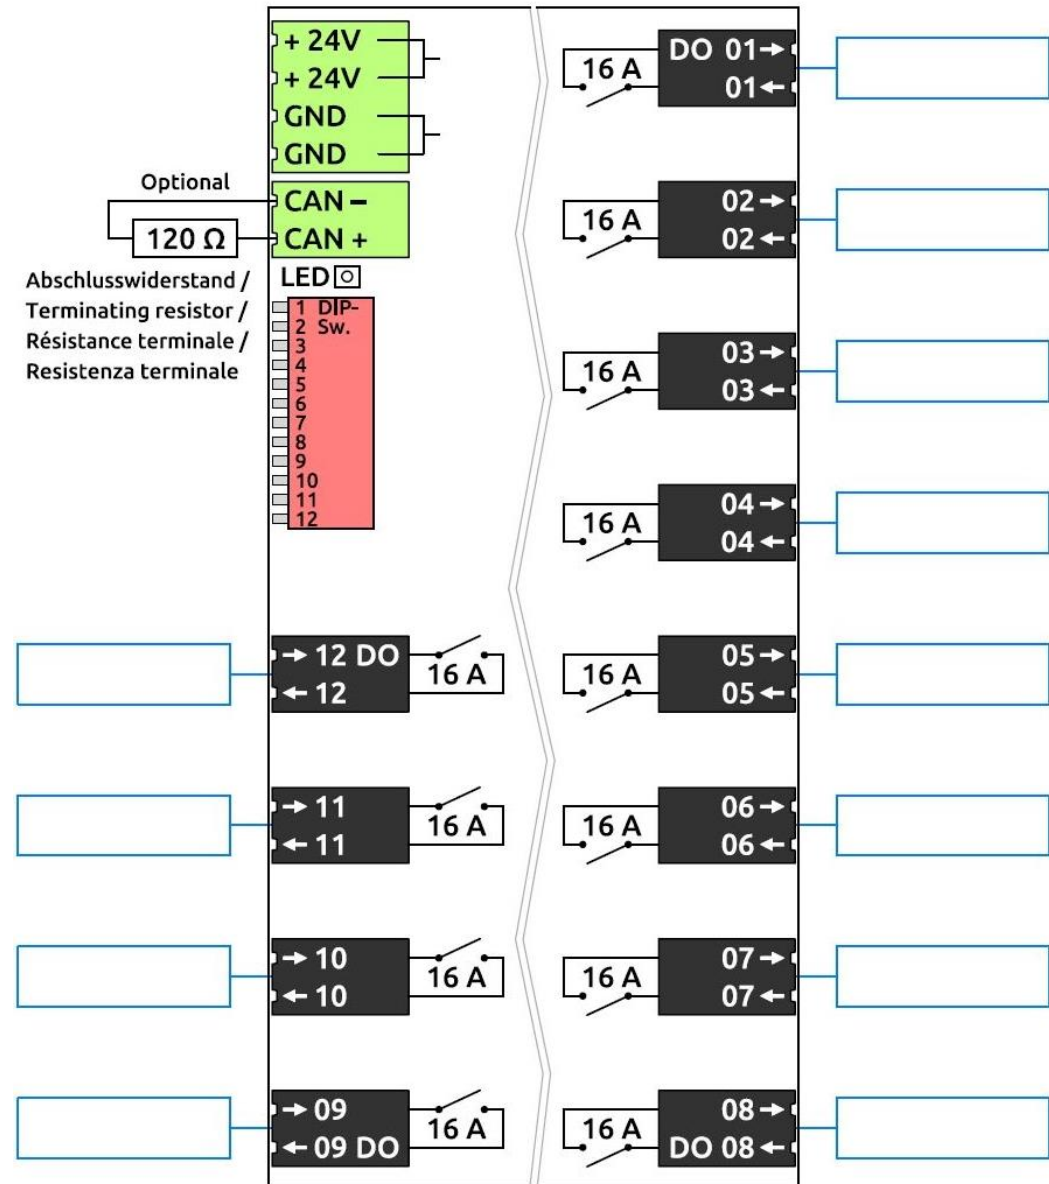 + 24V
+ 24V
GND
GND
Optional
CAN –
CAN +
120 Ω
Abschlusswiderstand /
Terminating resistor /
Résistance terminale /
Resistenza terminale
LED
1 DIP-
2 Sw.
3
4
5
6
7
8
9
10
11
12
→ 12 DO
← 12
16 A
→ 11
← 11
16 A
→ 10
← 10
16 A
→ 09
← 09 DO
16 A
16 A
DO 01 →
01 ←
16 A
02 →
02 ←
16 A
03 →
03 ←
16 A
04 →
04 ←
16 A
05 →
05 ←
16 A
06 →
06 ←
16 A
07 →
07 ←
16 A
08 →
DO 08 ←